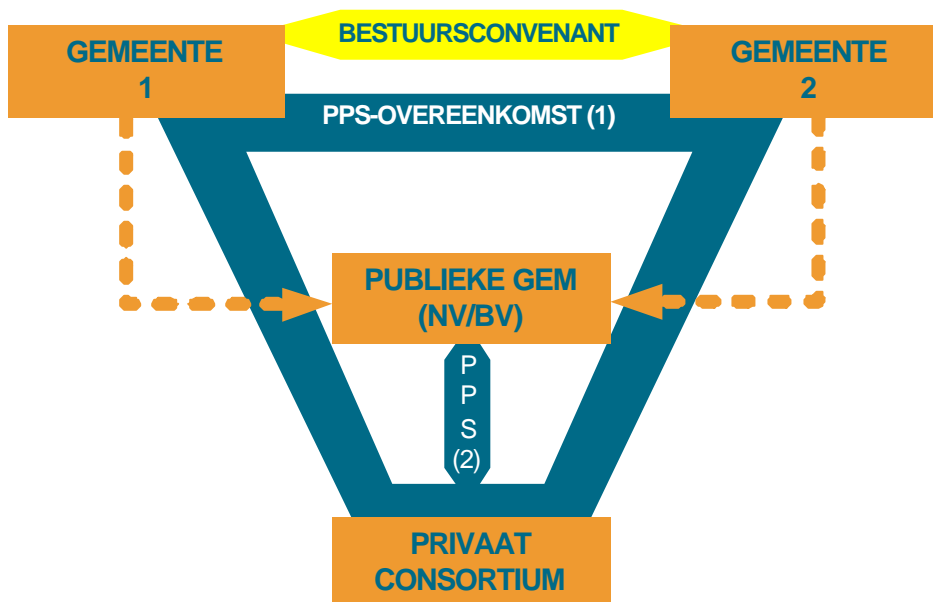 BESTUURSCONVENANT
GEMEENTE
1
GEMEENTE
2
PPS-OVEREENKOMST (1)
PUBLIEKE GEM
(NV/BV)
P
P
S
(2)
PRIVAAT
CONSORTIUM